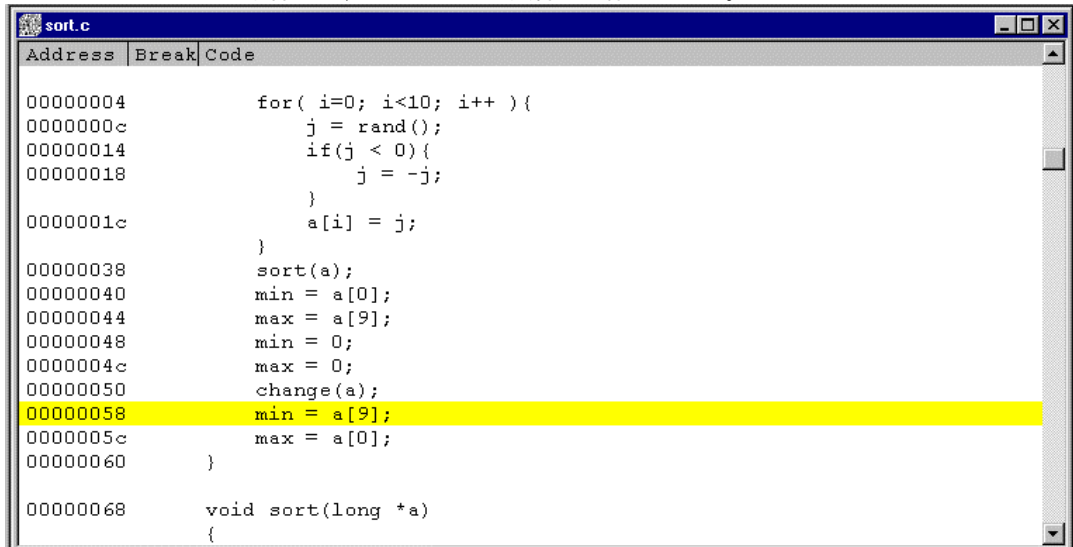 sort.c
Address Break Code
00000004 for( i=0; i<10; i++ ){
0000000c j = rand();
00000014 if(j < 0){
00000018 j = -j;
}
0000001c a[i] = j;
}
00000038 sort(a);
00000040 min = a[0];
00000044 max = a[9];
00000048 min = 0;
0000004c max = 0;
00000050 change(a);
00000058 min = a[9];
0000005c max = a[0];
00000060 }
00000068 void sort(long *a)
{